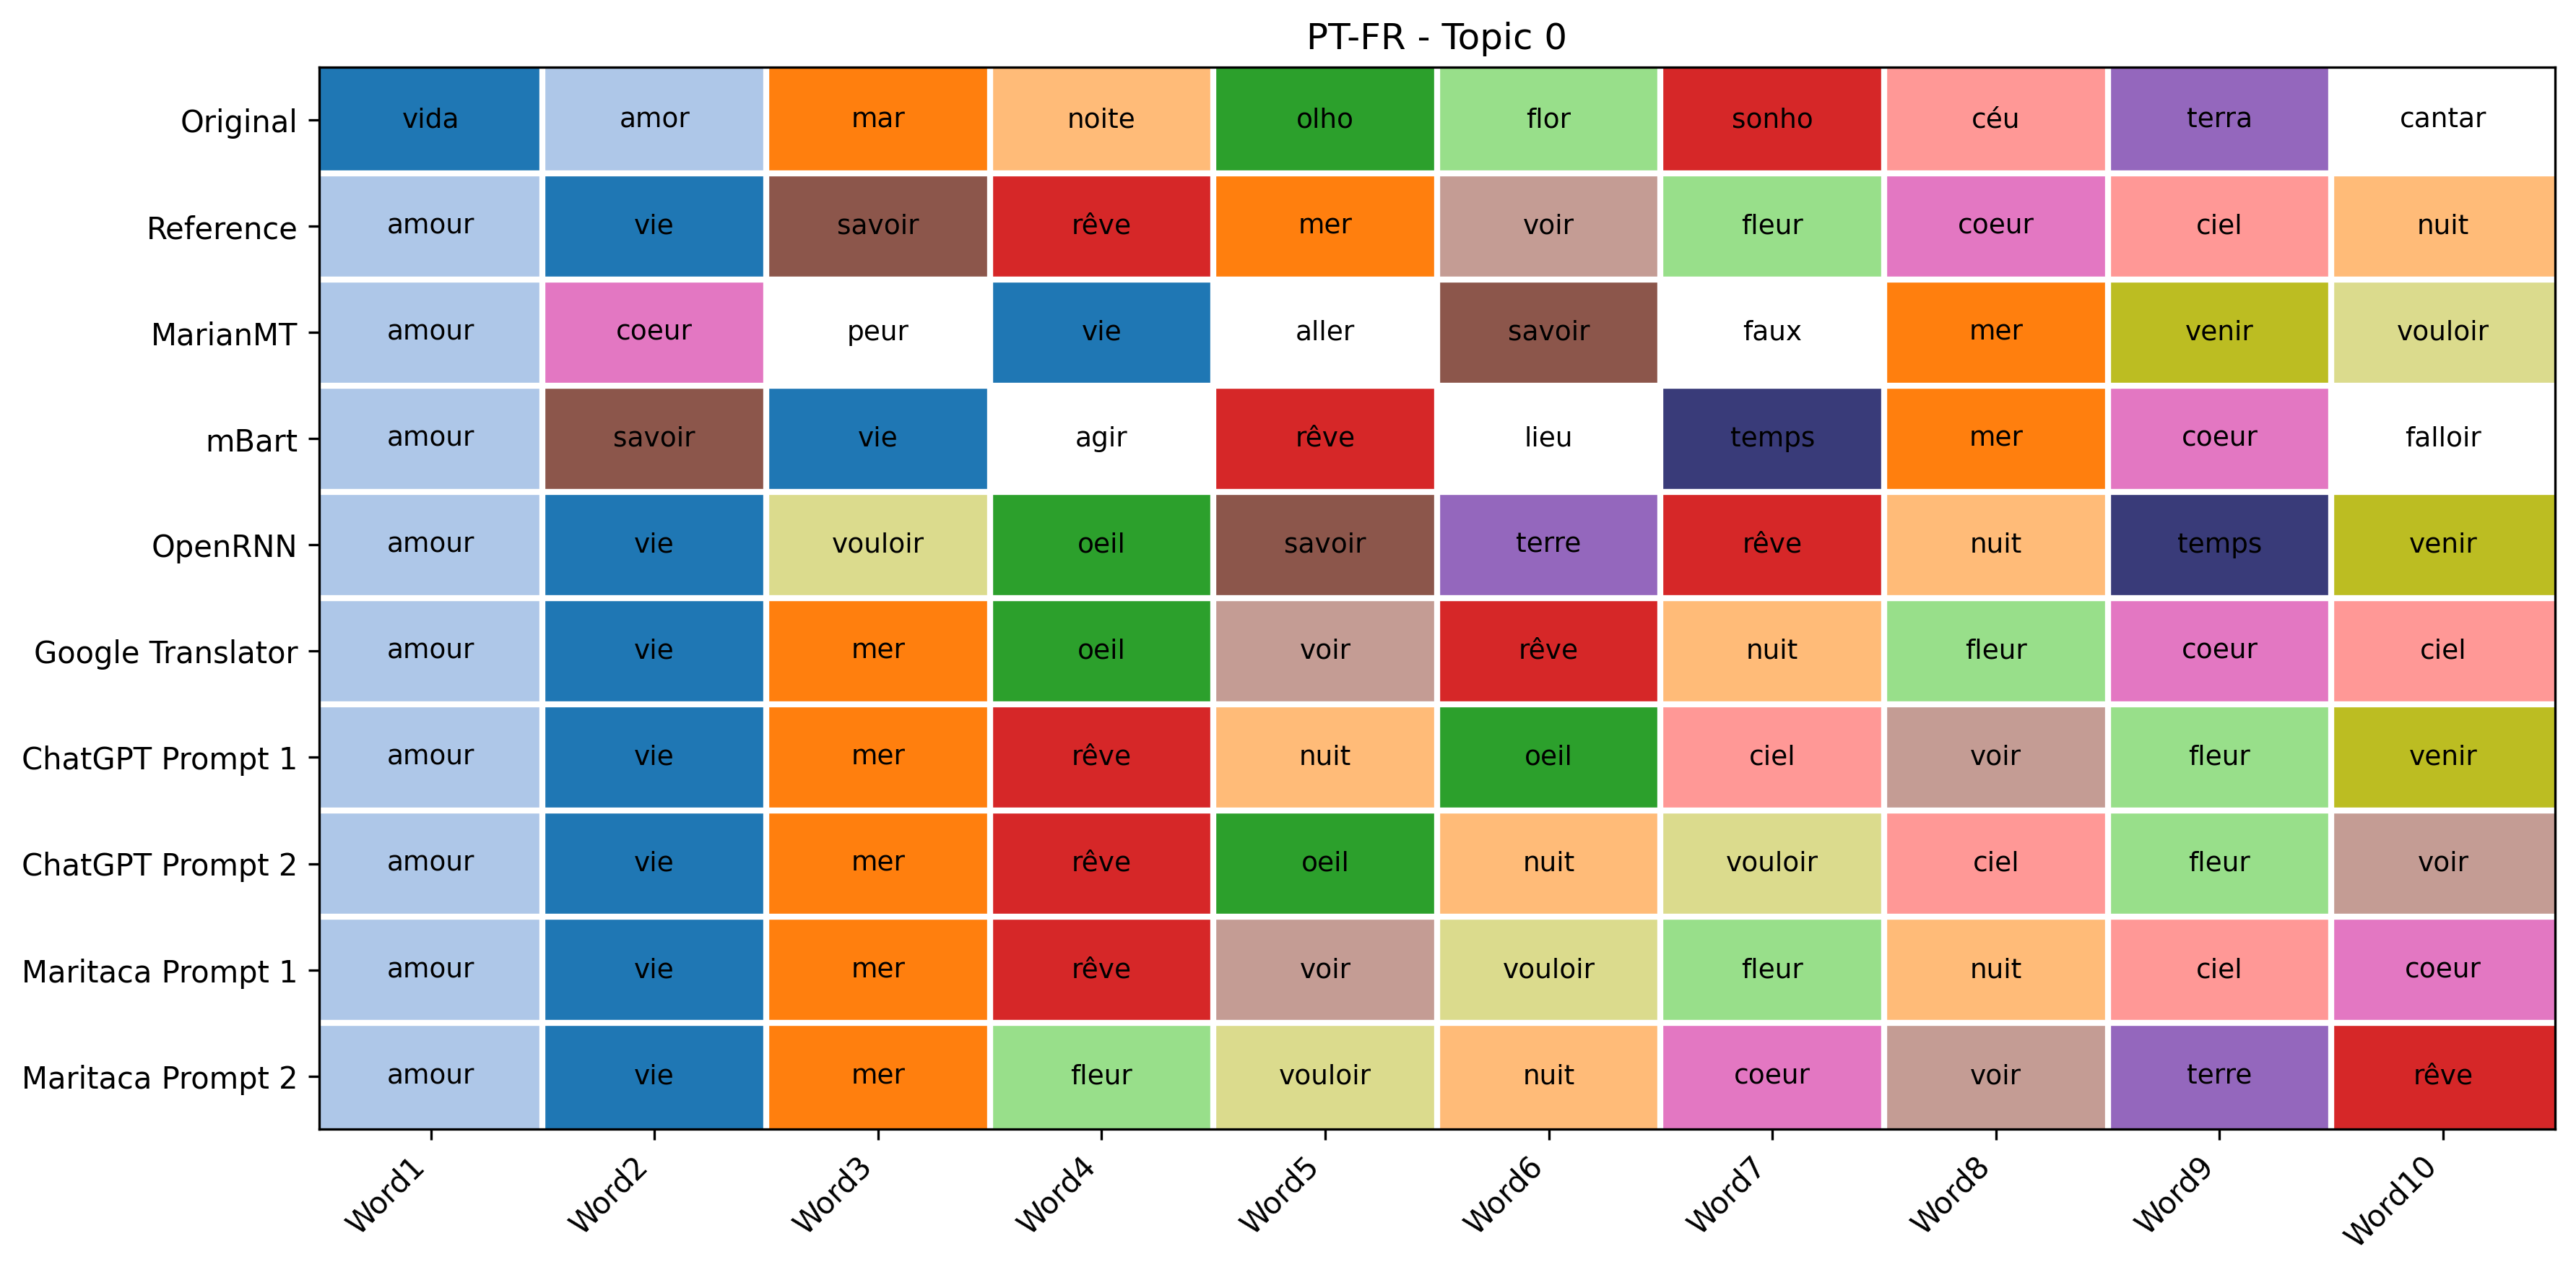 PT-FR - Topic 0
Original vida amor mar noite olho flor sonho céu terra cantar
Reference amour vie savoir rêve mer voir fleur coeur ciel nuit
MarianMT amour coeur peur vie aller savoir faux mer venir vouloir
mBart amour savoir vie agir rêve lieu temps mer coeur falloir
OpenRNN amour vie vouloir oeil savoir terre rêve nuit temps venir
Google Translator amour vie mer oeil voir rêve nuit fleur coeur ciel
ChatGPT Prompt 1 amour vie mer rêve nuit oeil ciel voir fleur venir
ChatGPT Prompt 2 amour vie mer rêve oeil nuit vouloir ciel fleur voir
Maritaca Prompt 1 amour vie mer rêve voir vouloir fleur nuit ciel coeur
Maritaca Prompt 2 amour vie mer fleur vouloir nuit coeur voir terre rêve
Word1 Word2 Word3 Word4 Word5 Word6 Word7 Word8 Word9 Word10